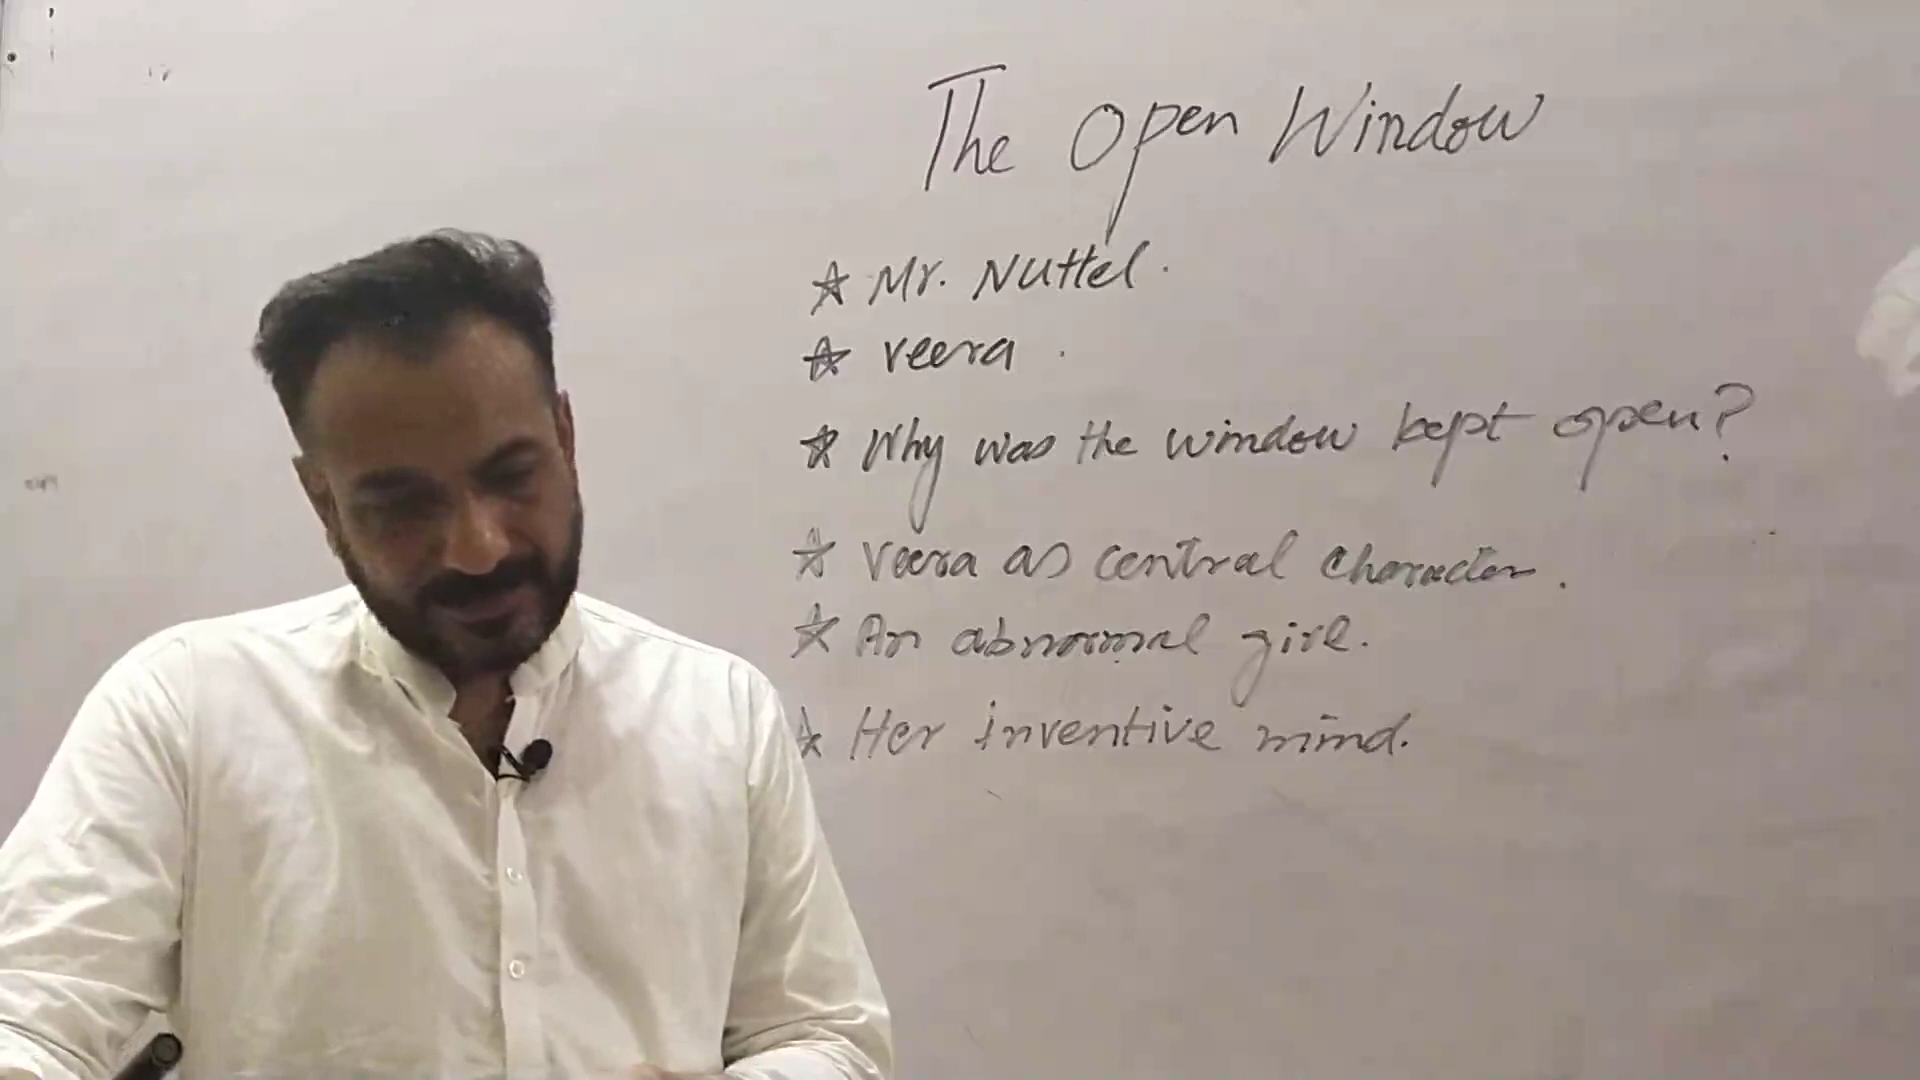 The Open Window
☆ Mr. Nuttel.
☆ Veera.
☆ Why was the window kept open?
☆ Veera as central character.
☆ An abnormal girl.
☆ Her inventive mind.